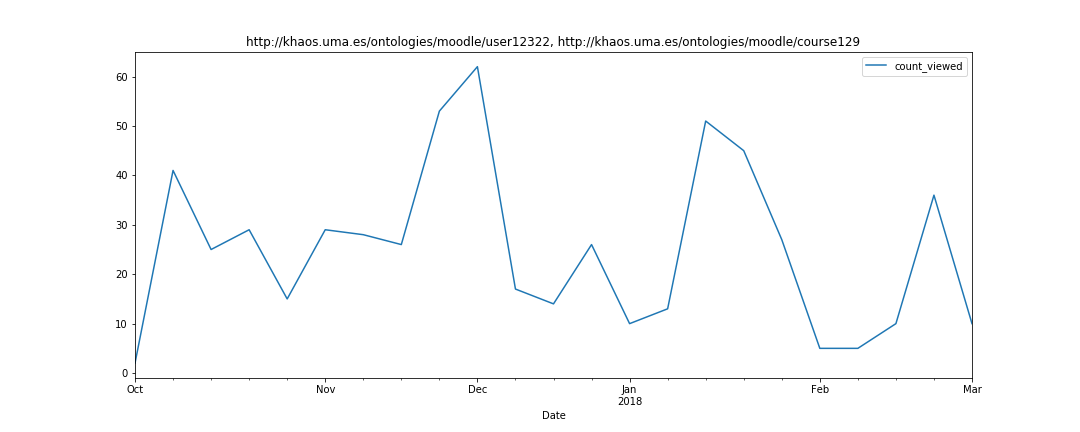 http://khaos.uma.es/ontologies/moodle/user12322, http://khaos.uma.es/ontologies/moodle/course129
count_viewed
60
50
40
30
20
10
0
Oct Nov Dec Jan Feb Mar
2018
Date